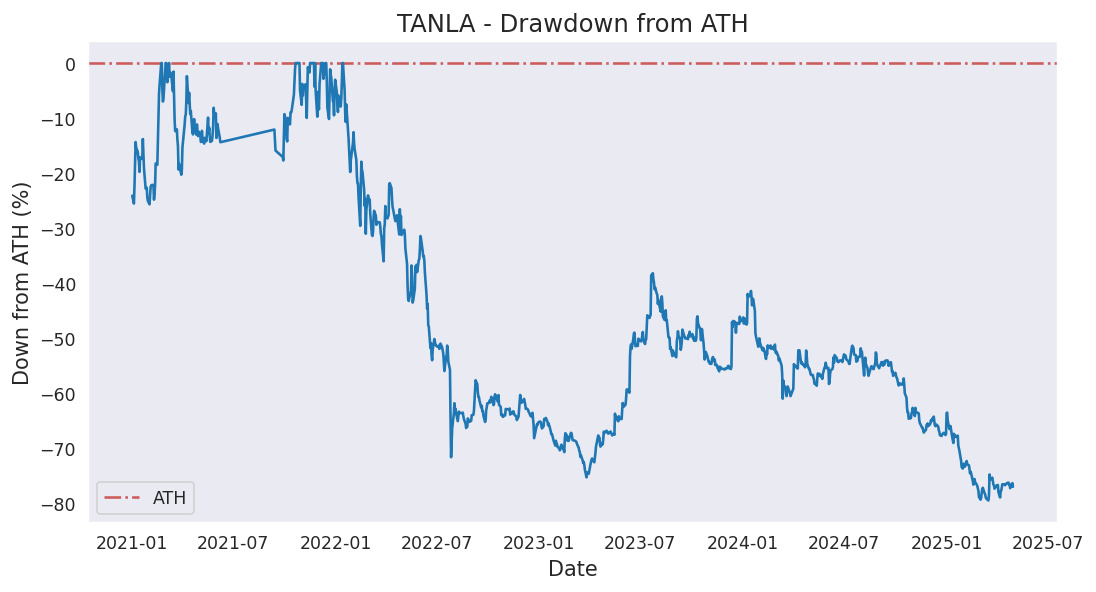 TANLA - Drawdown from ATH
Down from ATH (%)
0
−10
−20
−30
−40
−50
−60
−70
−80
ATH
2021-01 2021-07 2022-01 2022-07 2023-01 2023-07 2024-01 2024-07 2025-01 2025-07
Date